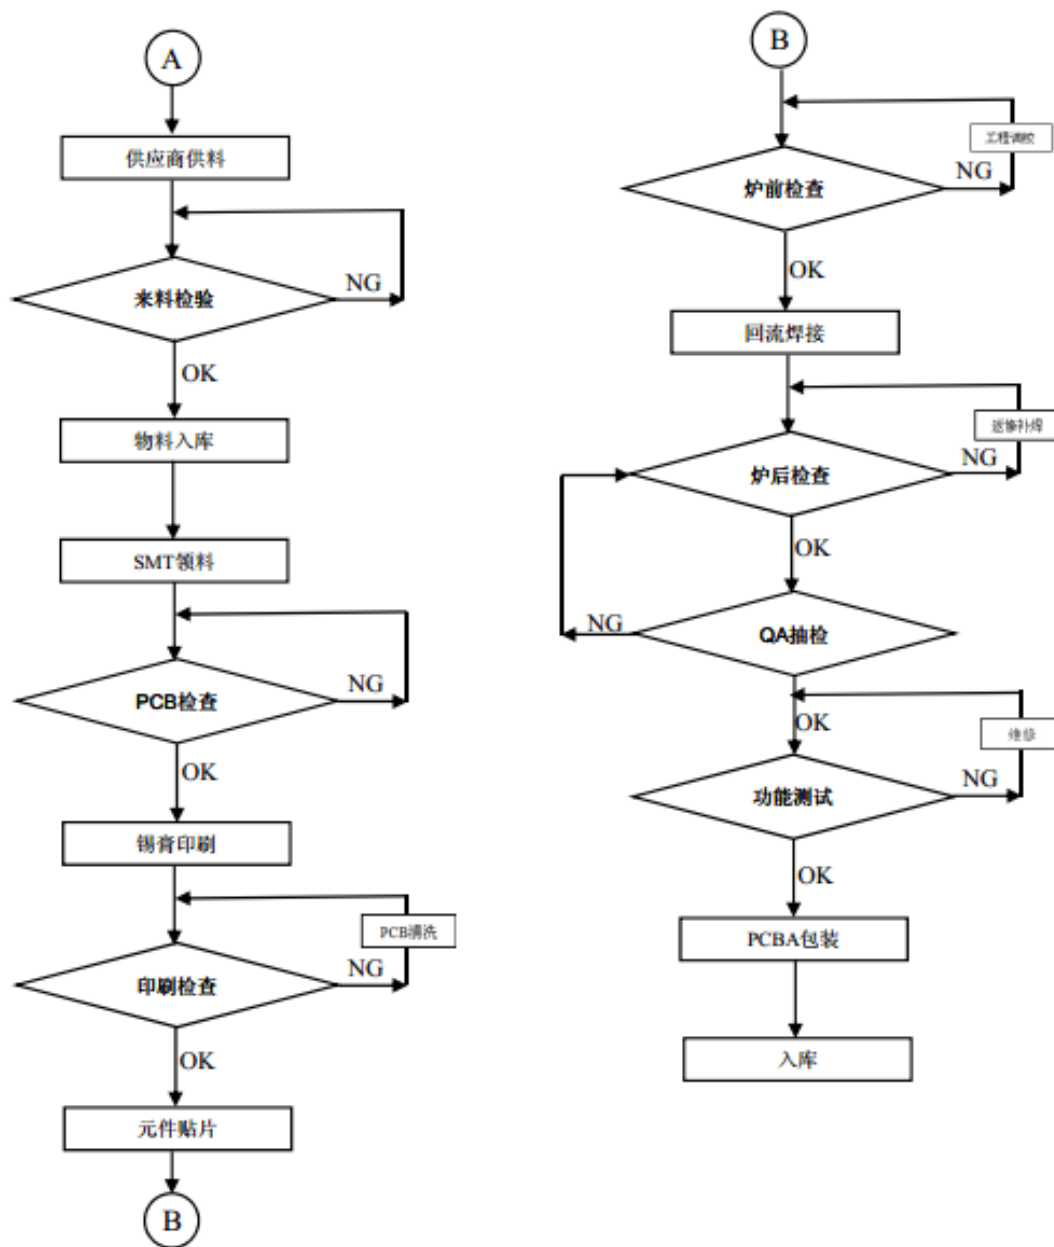 A
供应商供料
来料检验
NG
OK
物料入库
SMT领料
PCB检查
NG
OK
锡膏印刷
PCB清洗
印刷检查
NG
OK
元件贴片
B
B
工程调校
炉前检查
NG
OK
回流焊接
返修补焊
炉后检查
NG
OK
QA抽检
NG
OK
维修
功能测试
NG
OK
PCBA包装
入库